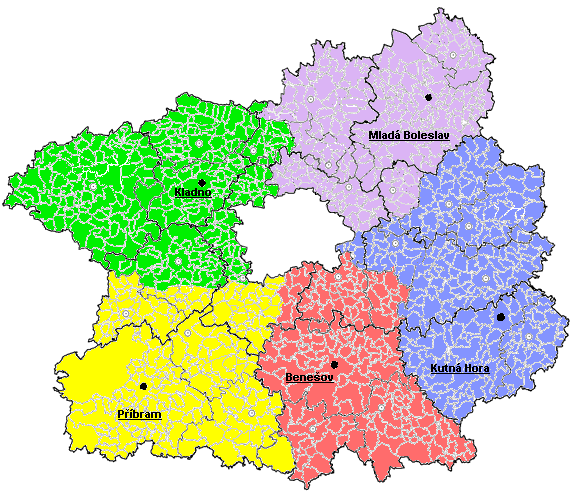 Mladá Boleslav
Kladno
Kutná Hora
Benešov
Příbram